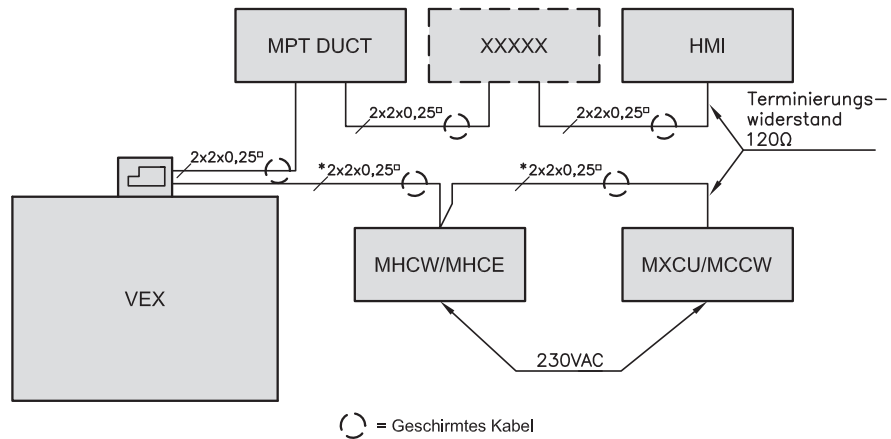 MPT DUCT
XXXXX
HMI
2x2x0,25¤
2x2x0,25¤
Terminierungs-
widerstand
120Ω
2x2x0,25¤
*2x2x0,25¤
*2x2x0,25¤
VEX
MHCW/MHCE
MXCU/MCCW
230VAC
= Geschirmtes Kabel